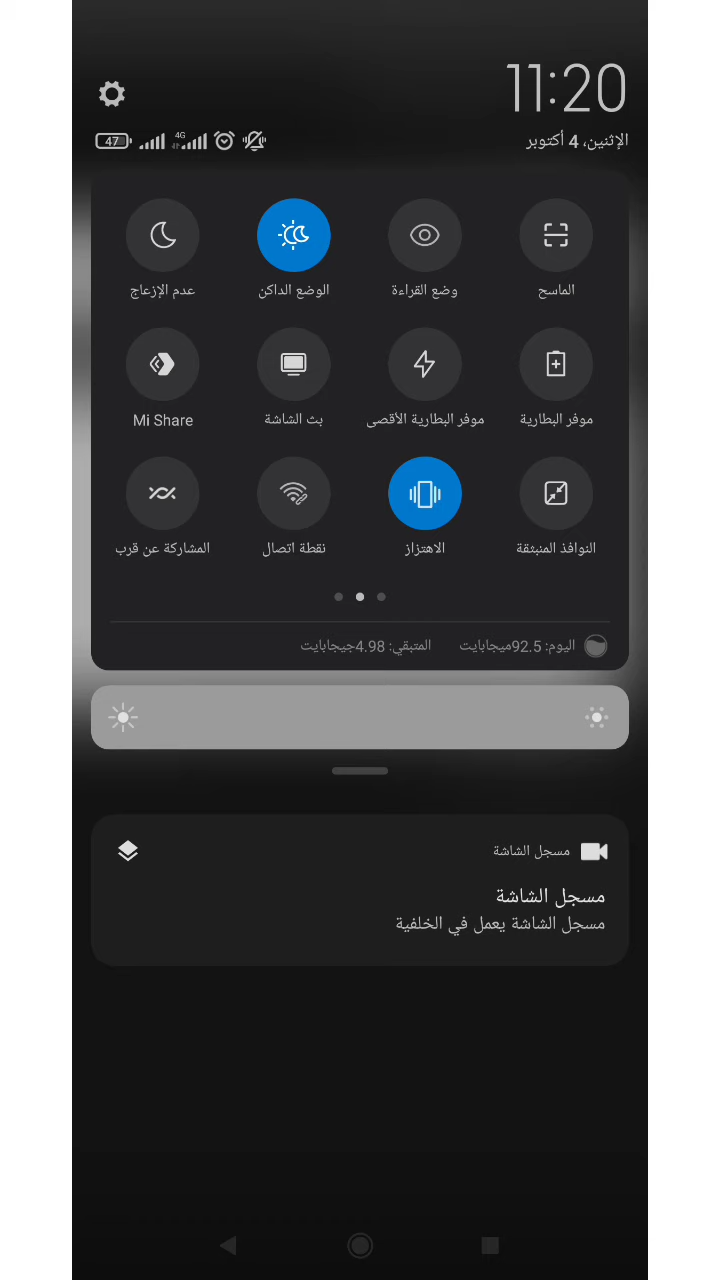 11:20
الإثنين، 4 أكتوبر
4G
47
الماسح
وضع القراءة
الوضع الداكن
عدم الإزعاج
موفر البطارية
موفر البطارية الأقصى
بث الشاشة
Mi Share
النوافذ المنبثقة
الاهتزاز
نقطة اتصال
المشاركة عن قرب
اليوم: 92.5ميجابايت
المتبقي: 4.98جيجابايت
مسجل الشاشة
مسجل الشاشة
مسجل الشاشة يعمل في الخلفية